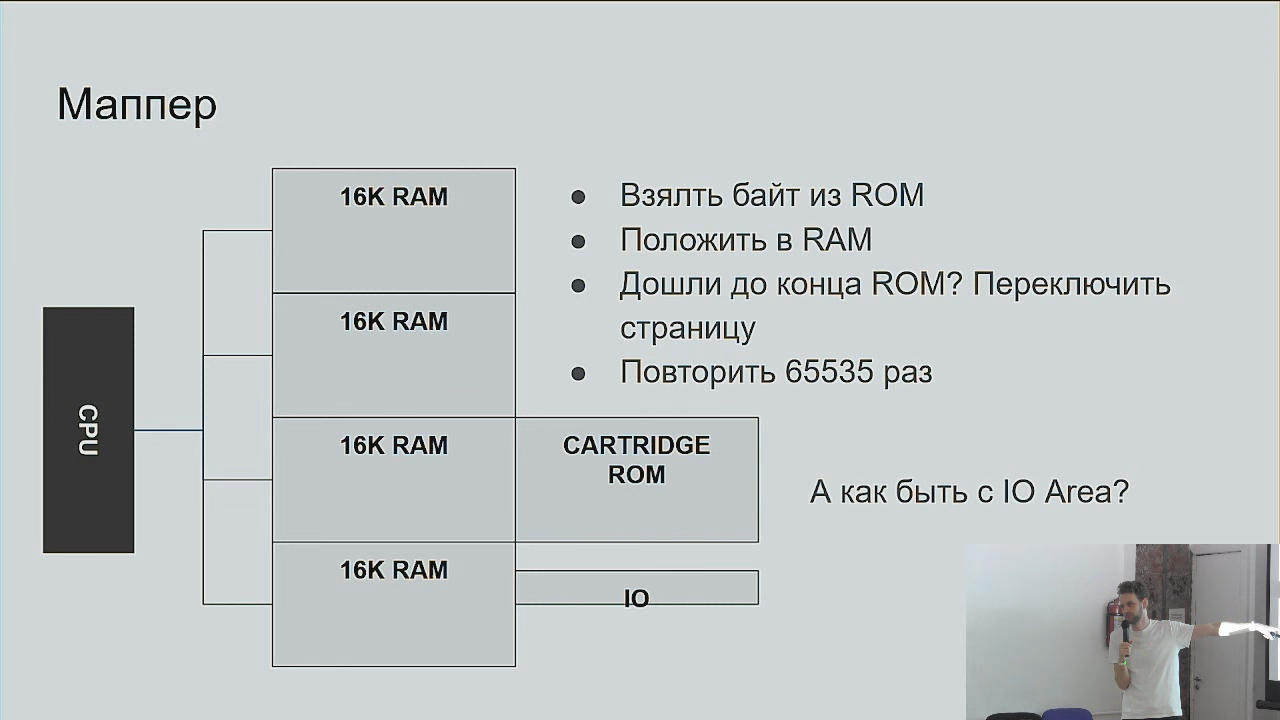 Маппер
16K RAM
16K RAM
16K RAM
16K RAM
CPU
CARTRIDGE
ROM
IO
Взялть байт из ROM
Положить в RAM
Дошли до конца ROM? Переключить
страницу
Повторить 65535 раз
А как быть с IO Area?